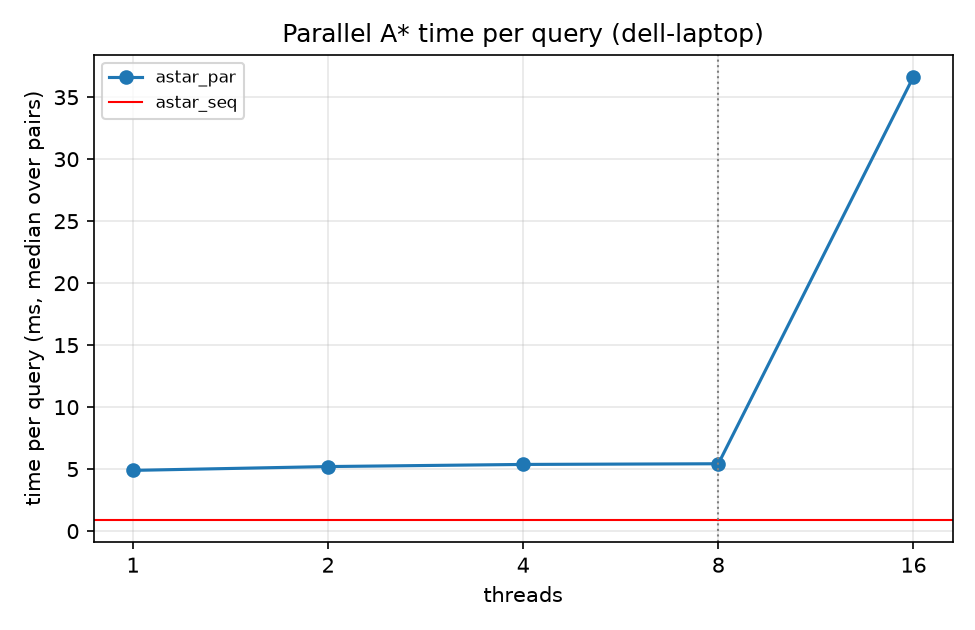 Parallel A* time per query (dell-laptop)
astar_par
astar_seq
time per query (ms, median over pairs)
35
30
25
20
15
10
5
0
1 2 4 8 16
threads